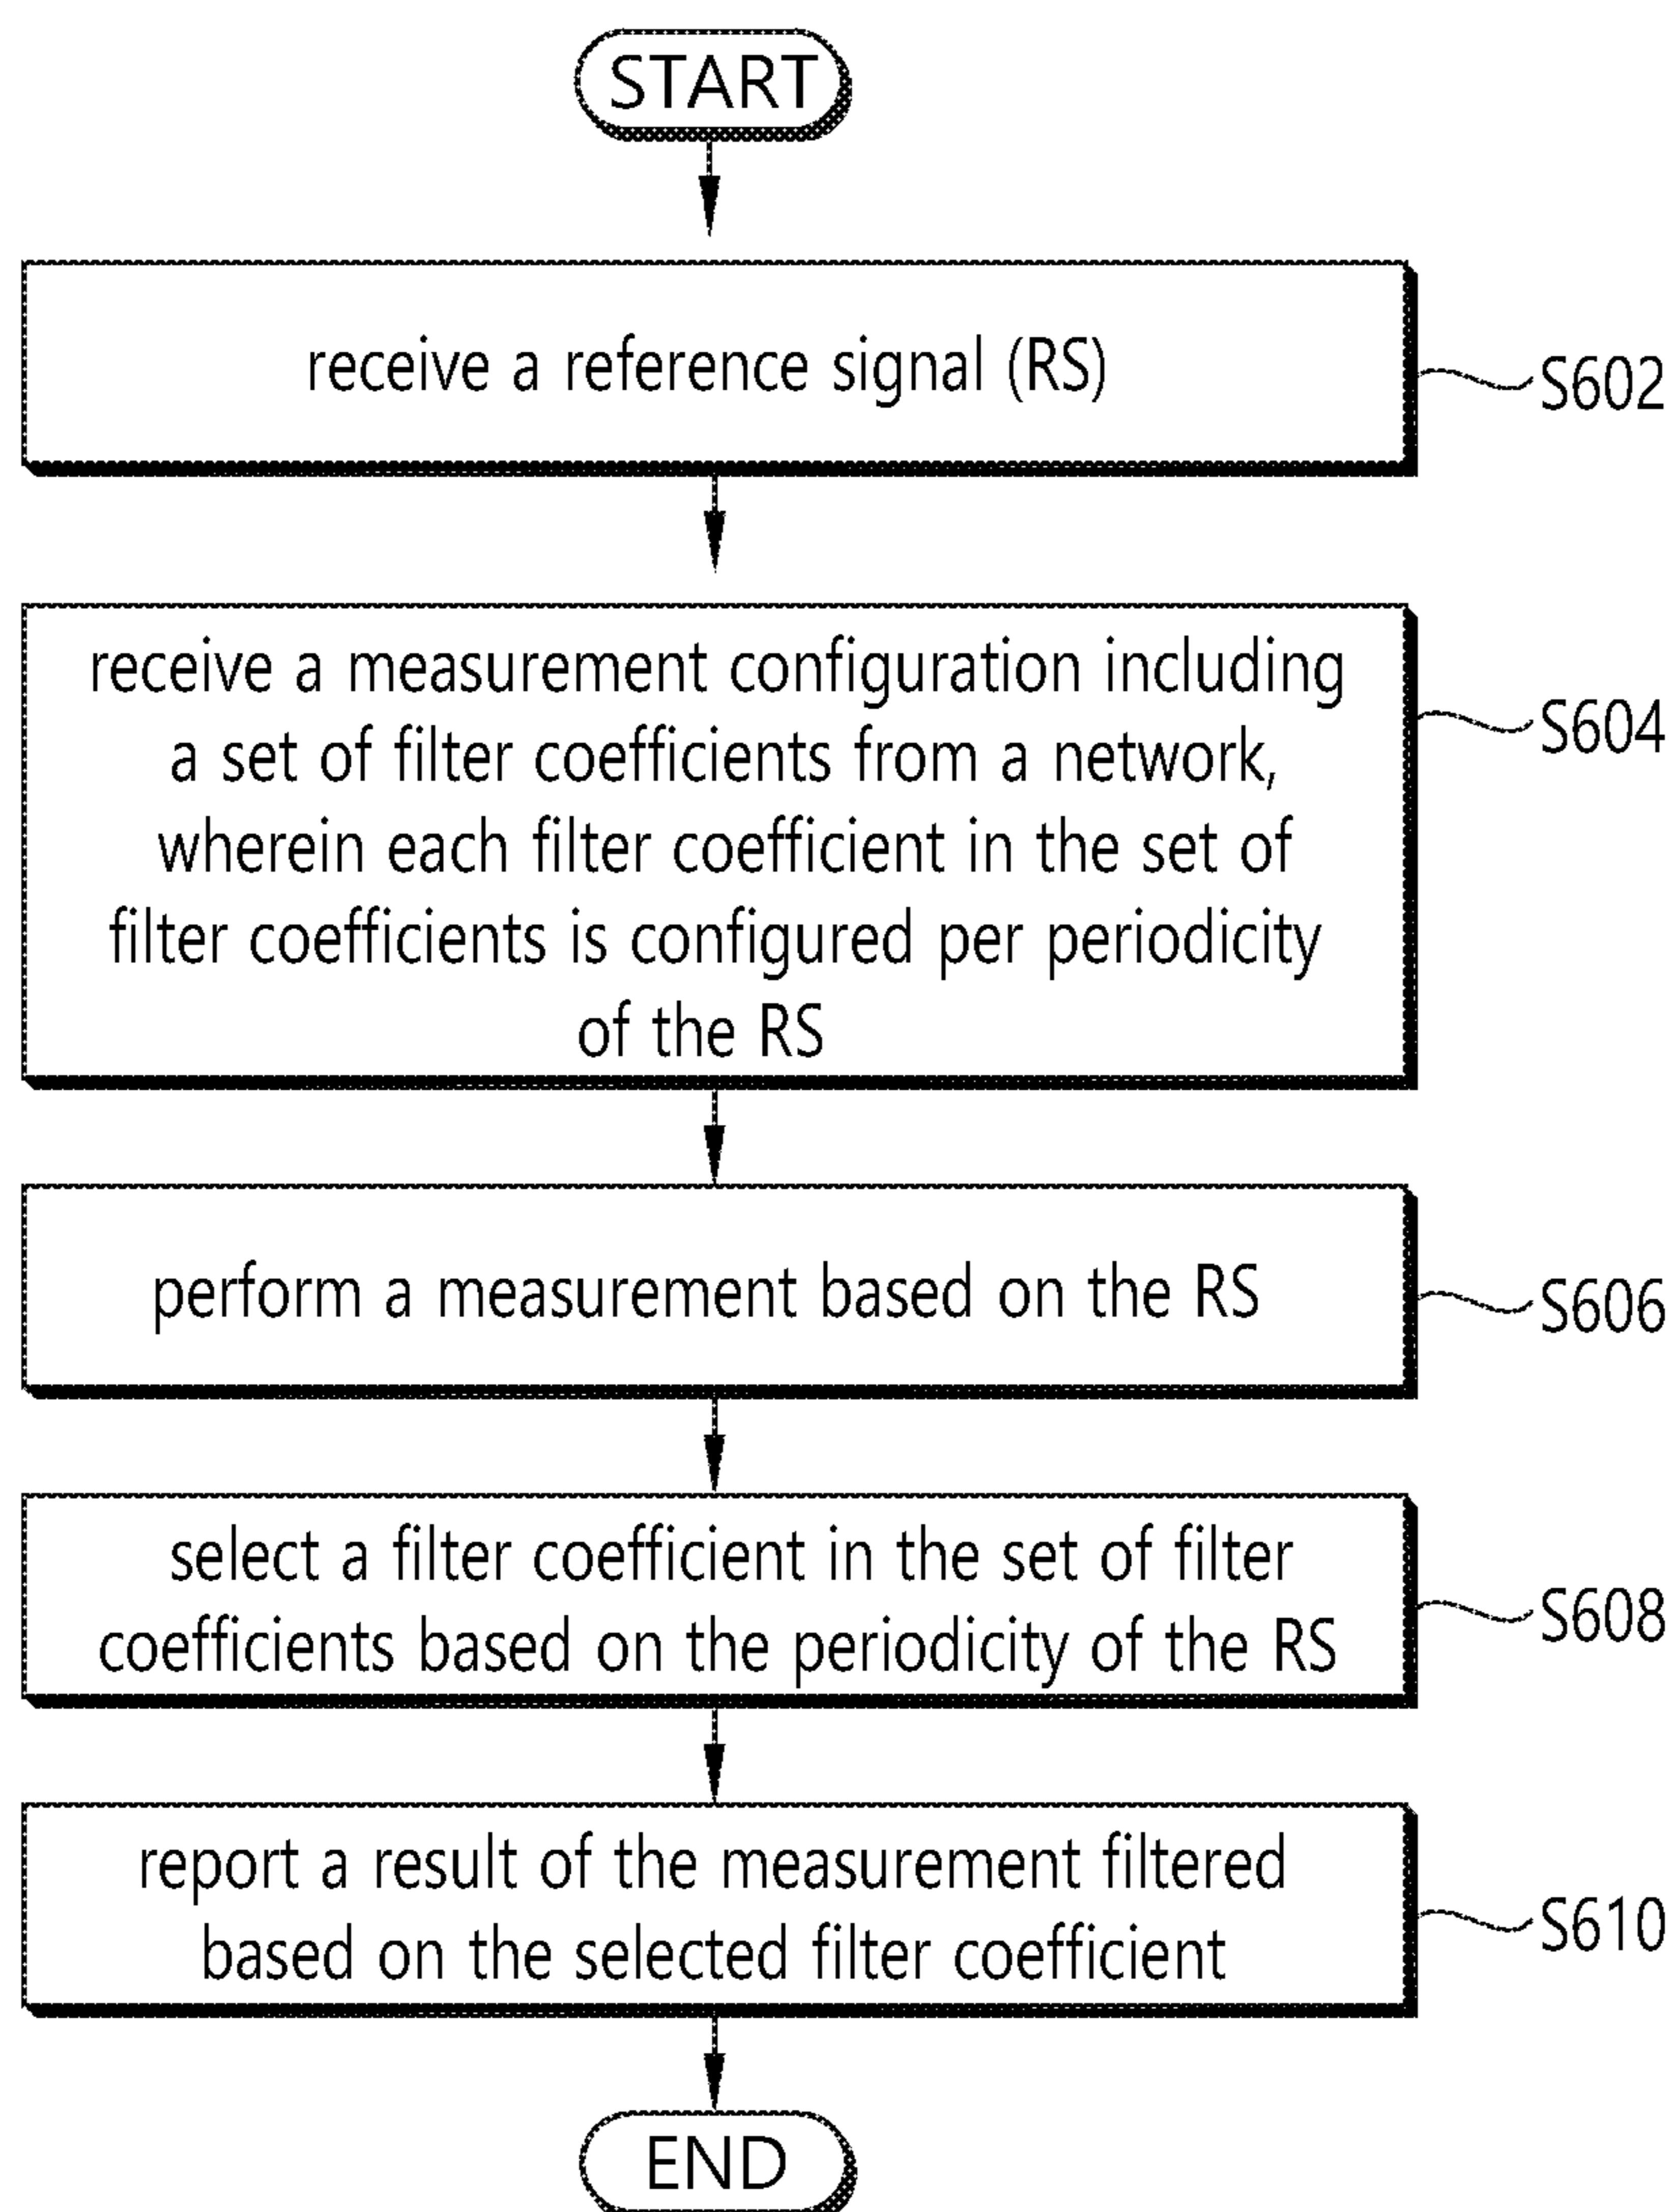 START
receive a reference signal (RS)
S602
receive a measurement configuration including
a set of filter coefficients from a network,
wherein each filter coefficient in the set of
filter coefficients is configured per periodicity
of the RS
S604
perform a measurement based on the RS
S606
select a filter coefficient in the set of filter
coefficients based on the periodicity of the RS
S608
report a result of the measurement filtered
based on the selected filter coefficient
S610
END